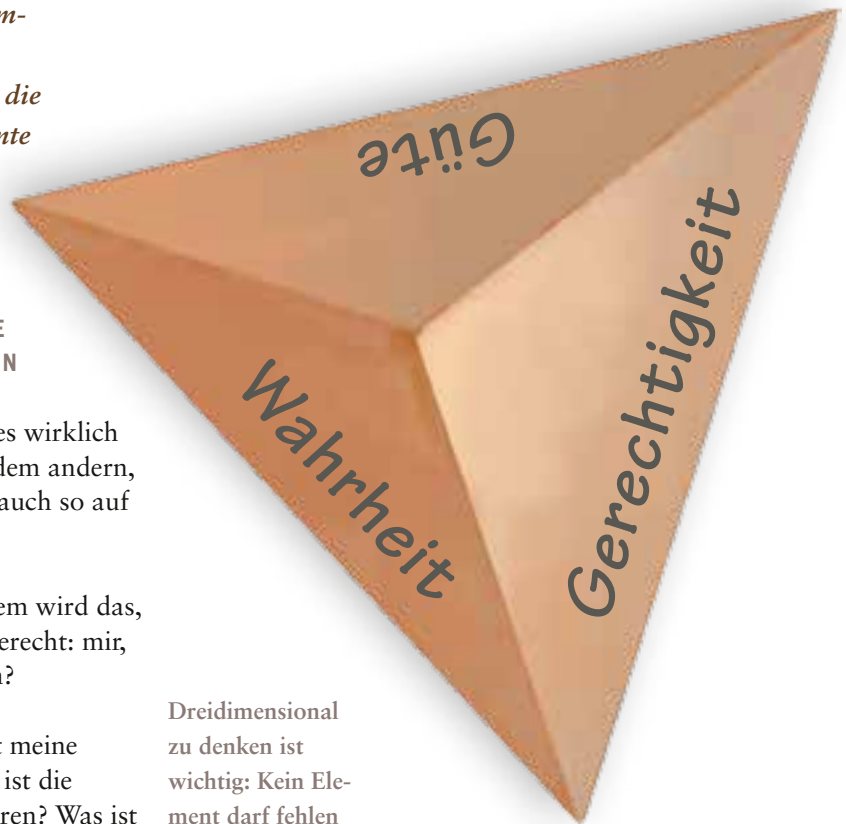 m-
die
nte
E
N
es wirklich
dem andern,
auch so auf
em wird das,
erecht: mir,
n?
t meine
ist die
ren? Was ist
Güte
Wahrheit
Gerechtigkeit
Dreidimensional
zu denken ist
wichtig: Kein Ele-
ment darf fehlen